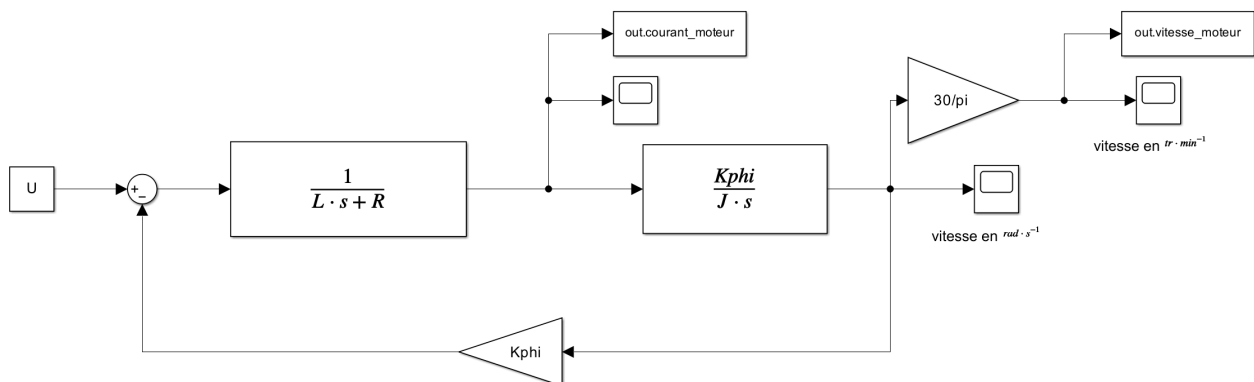 out.courant_moteur
out.vitesse_moteur
30/pi
vitesse en tr · min⁻¹
U
+
−
1
L · s + R
Kphi
J · s
vitesse en rad · s⁻¹
Kphi